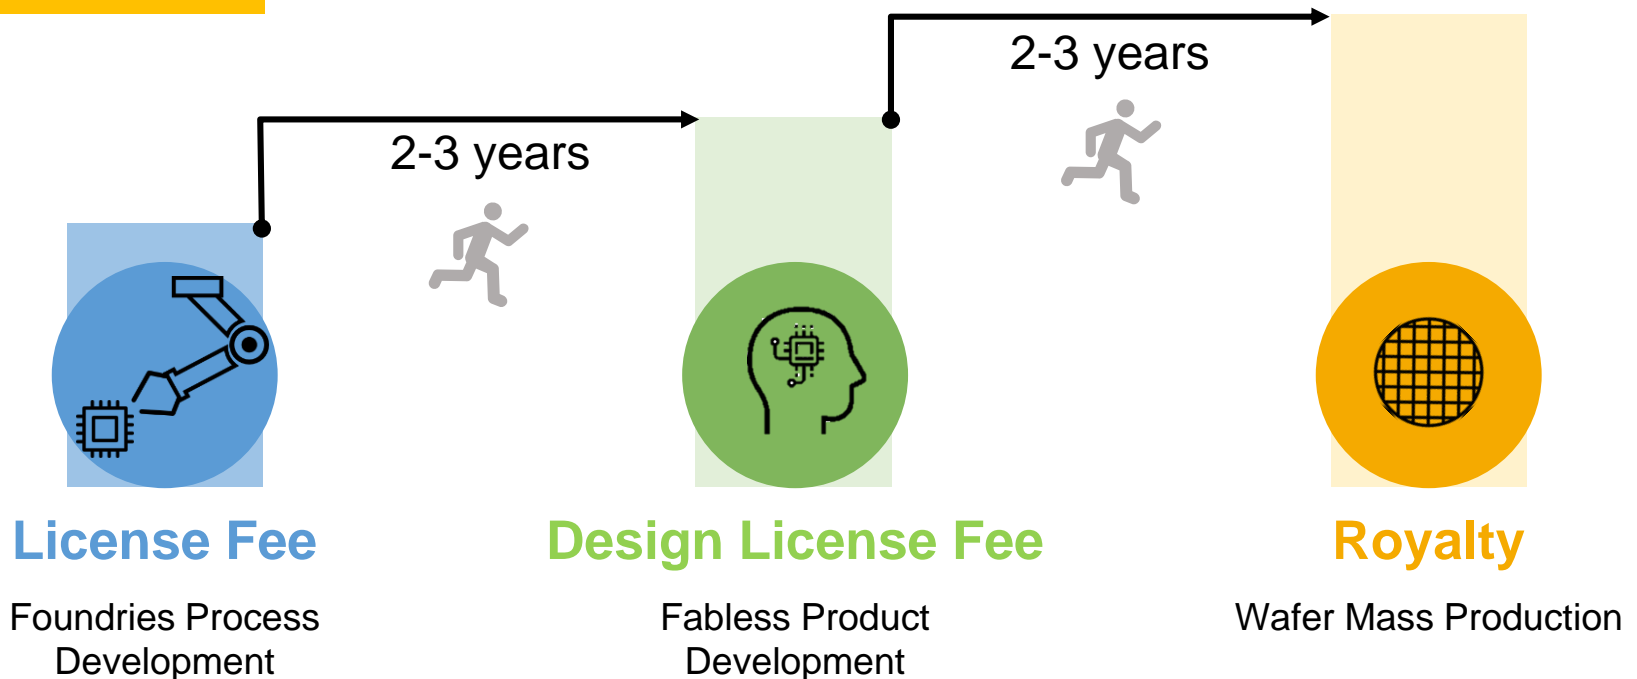 2-3 years
2-3 years
License Fee
Foundries Process
Development
Design License Fee
Fabless Product
Development
Royalty
Wafer Mass Production